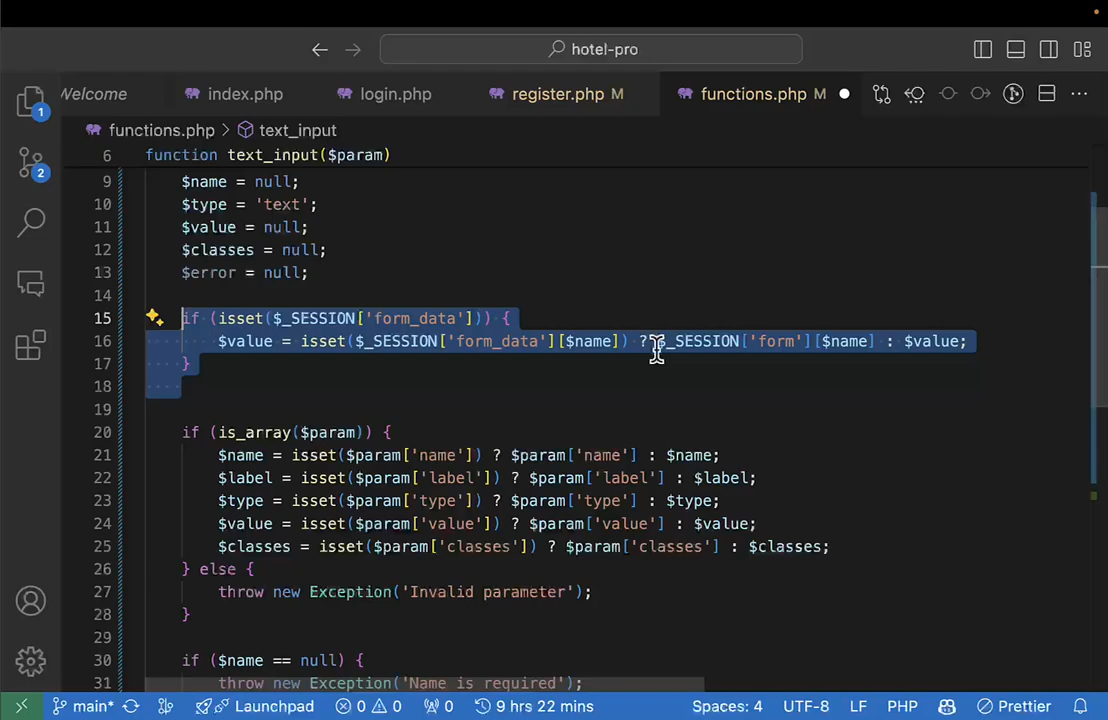 hotel-pro
Welcome index.php login.php register.php M functions.php M
functions.php > text_input
6 function text_input($param)
9 $name = null;
10 $type = 'text';
11 $value = null;
12 $classes = null;
13 $error = null;
14
15 if (isset($_SESSION['form_data'])) {
16 $value = isset($_SESSION['form_data'][$name]) ? $_SESSION['form'][$name] : $value;
17 }
18
19
20 if (is_array($param)) {
21 $name = isset($param['name']) ? $param['name'] : $name;
22 $label = isset($param['label']) ? $param['label'] : $label;
23 $type = isset($param['type']) ? $param['type'] : $type;
24 $value = isset($param['value']) ? $param['value'] : $value;
25 $classes = isset($param['classes']) ? $param['classes'] : $classes;
26 } else {
27 throw new Exception('Invalid parameter');
28 }
29
30 if ($name == null) {
31 throw new Exception('Name is required');
1
2
main* Launchpad 0 0 0 9 hrs 22 mins Spaces: 4 UTF-8 LF PHP Prettier